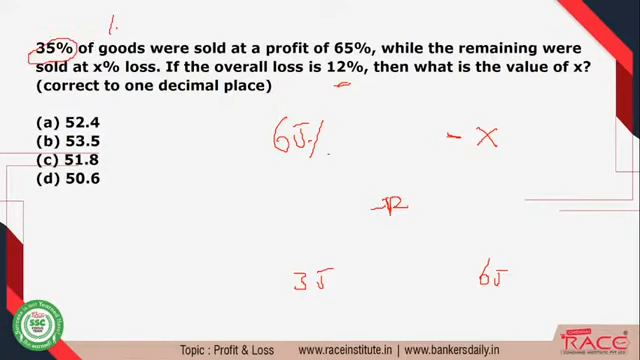 35% of goods were sold at a profit of 65%, while the remaining were
sold at x% loss. If the overall loss is 12%, then what is the value of x?
(correct to one decimal place)
(a) 52.4
(b) 53.5
(c) 51.8
(d) 50.6
65%
- x
-12
35
65
SSC
RACE
Topic : Profit & Loss
www.raceinstitute.in | www.bankersdaily.in